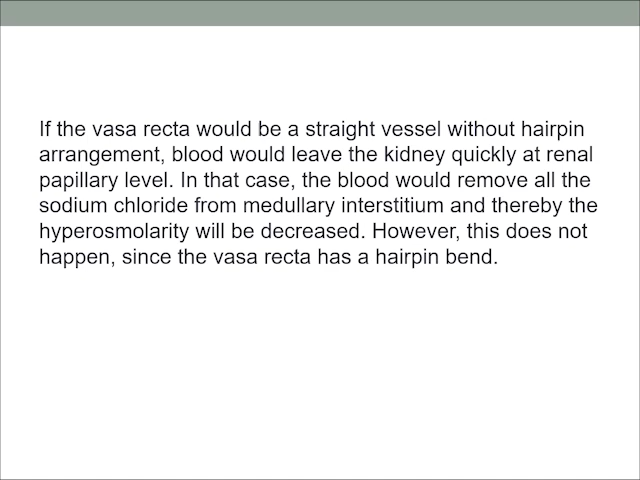 If the vasa recta would be a straight vessel without hairpin
arrangement, blood would leave the kidney quickly at renal
papillary level. In that case, the blood would remove all the
sodium chloride from medullary interstitium and thereby the
hyperosmolarity will be decreased. However, this does not
happen, since the vasa recta has a hairpin bend.